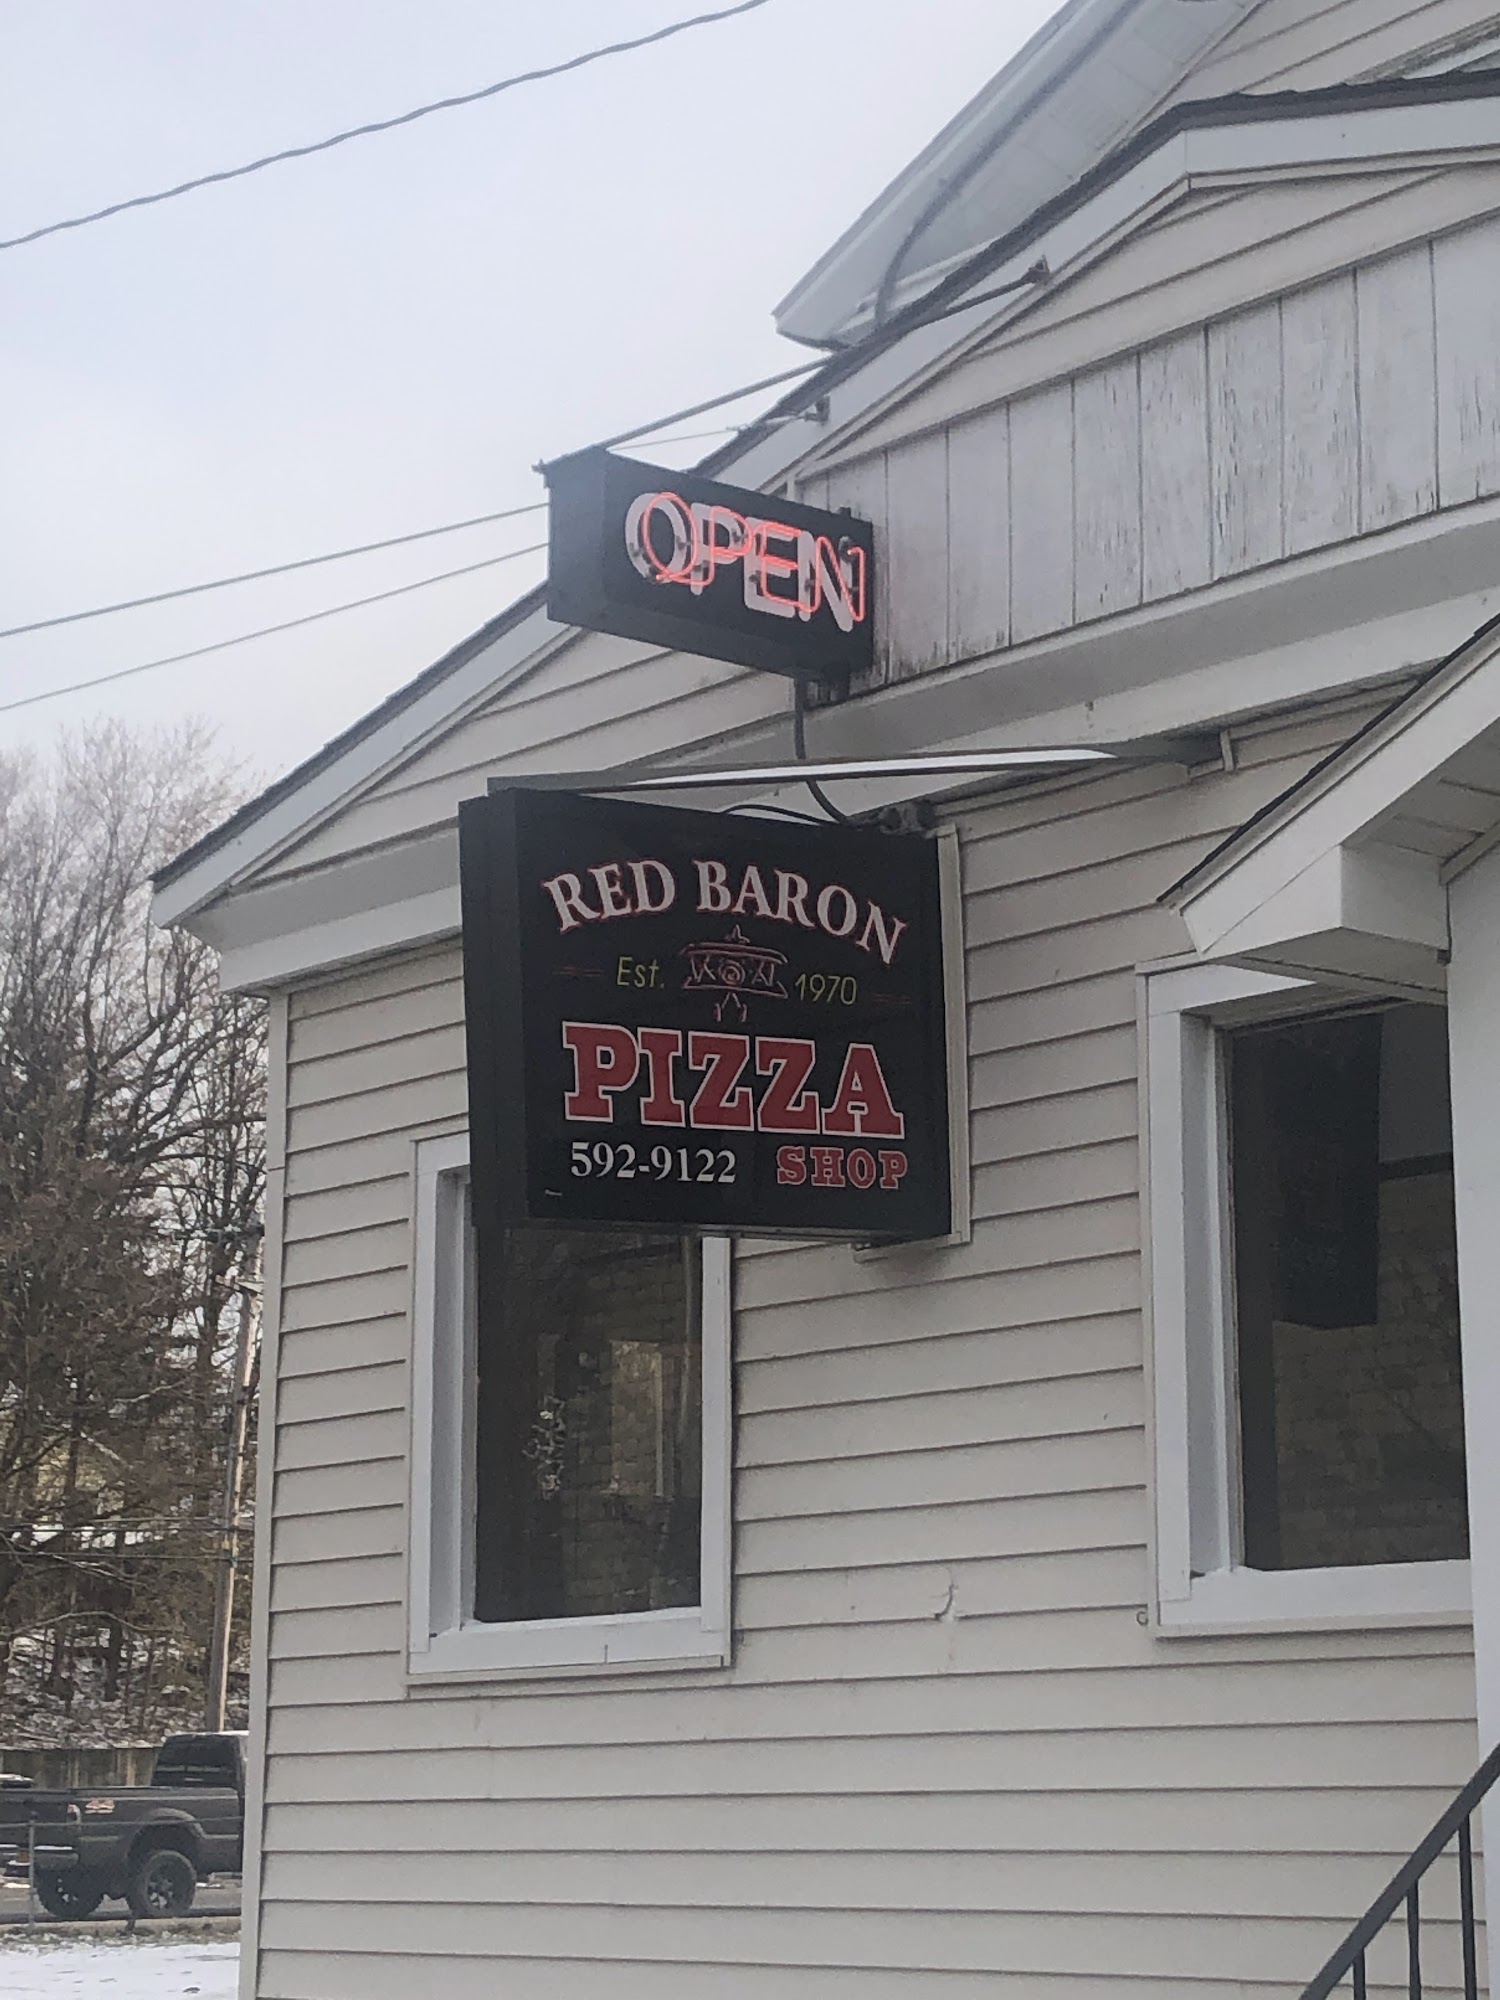 OPEN
RED BARON
Est. 1970
PIZZA
592-9122 SHOP